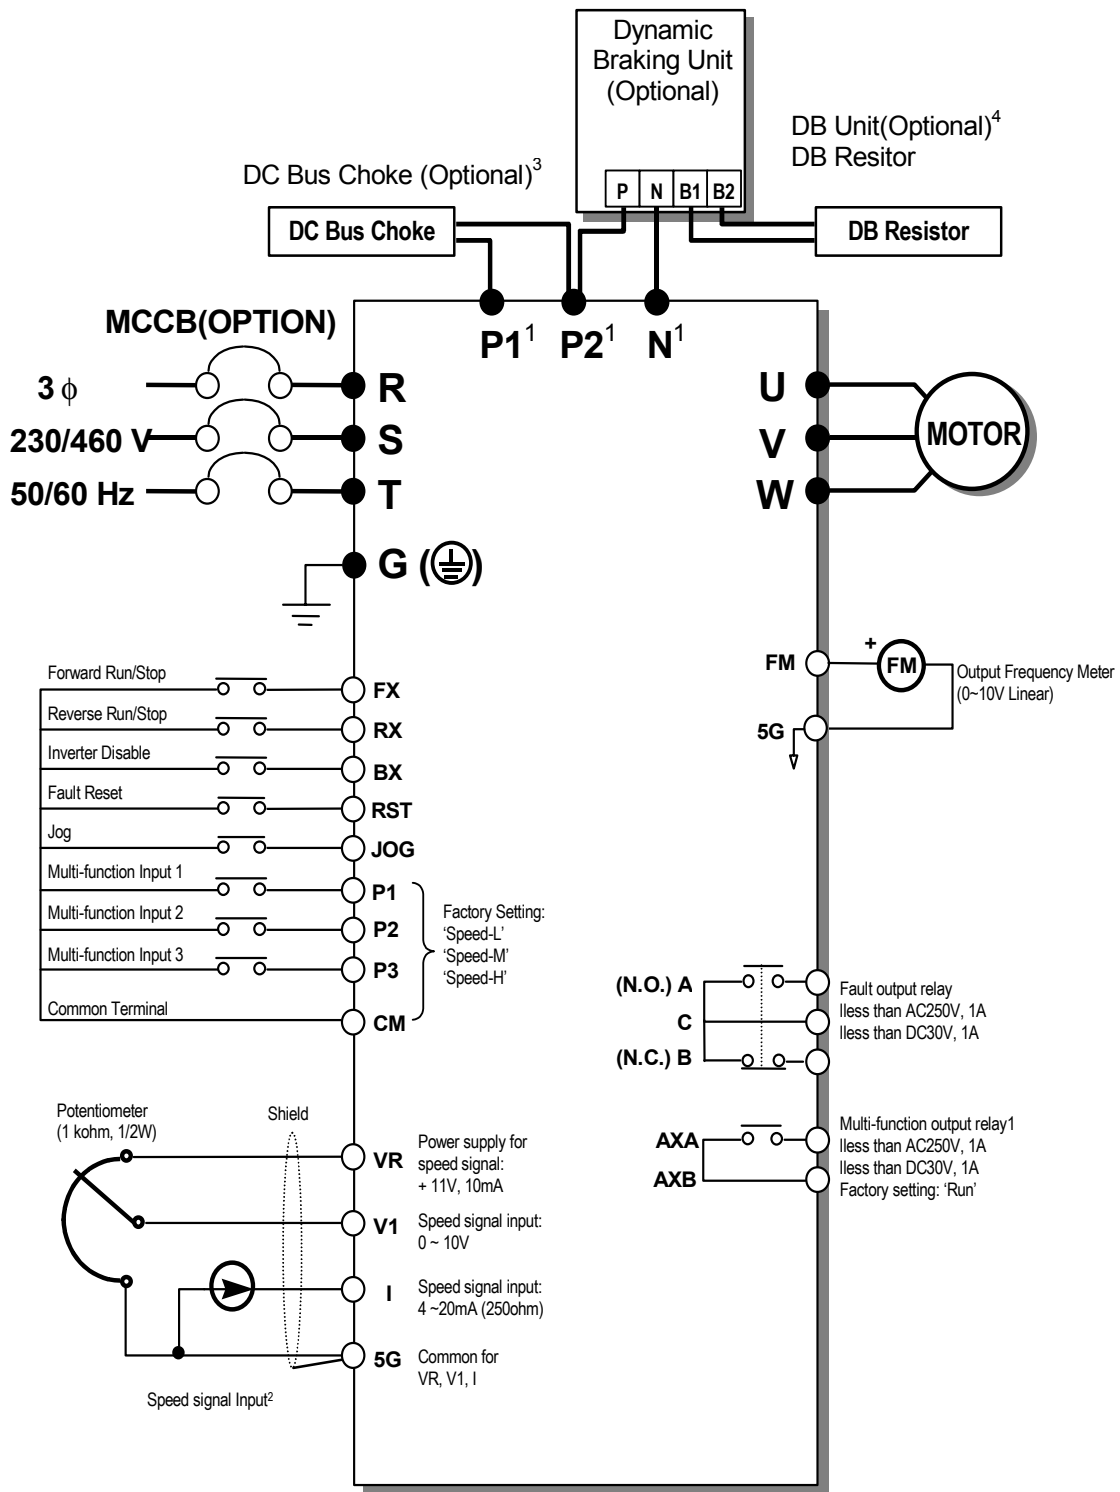 Dynamic
Braking Unit
(Optional)
DB Unit(Optional)4
DB Resitor
DC Bus Choke (Optional)3
P N B1 B2
DC Bus Choke
DB Resistor
MCCB(OPTION)
P11 P21 N1
3 ϕ
R
U
230/460 V
S
V
MOTOR
50/60 Hz
T
W
G ( )
Forward Run/Stop
FX
Reverse Run/Stop
RX
Inverter Disable
BX
Fault Reset
RST
Jog
JOG
Multi-function Input 1
P1
Multi-function Input 2
P2
Multi-function Input 3
P3
Common Terminal
CM
Factory Setting:
‘Speed-L’
‘Speed-M’
‘Speed-H’
FM
+
FM
Output Frequency Meter
(0~10V Linear)
5G
(N.O.) A
C
(N.C.) B
Fault output relay
lless than AC250V, 1A
lless than DC30V, 1A
AXA
AXB
Multi-function output relay1
lless than AC250V, 1A
lless than DC30V, 1A
Factory setting: ‘Run’
Potentiometer
(1 kohm, 1/2W)
Shield
VR
Power supply for
speed signal:
+ 11V, 10mA
V1
Speed signal input:
0 ~ 10V
I
Speed signal input:
4 ~20mA (250ohm)
5G
Common for
VR, V1, I
Speed signal Input2